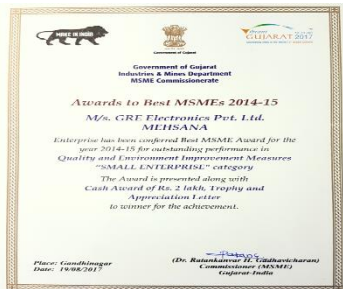 MAKE IN INDIA
Government of Gujarat
GUJARAT 2017
Government of Gujarat
Industries & Mines Department
MSME Commissionerate
Awards to Best MSMEs 2014-15
M/s. GRE Electronics Pvt. Ltd.
MEHSANA
Enterprise has been conferred Best MSME Award for the
year 2014-15 for outstanding performance in
Quality and Environment Improvement Measures
"SMALL ENTERPRISE" category
The Award is presented along with
Cash Award of Rs. 2 lakh, Trophy and
Appreciation Letter
to winner for the achievement.
Place: Gandhinagar
Date: 19/08/2017
(Dr. Ratankanvar H. Gadhavicharan)
Commissioner (MSME)
Gujarat-India